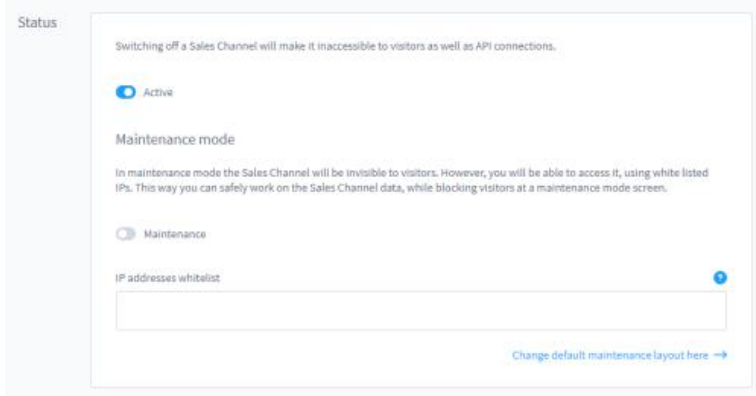 Status
Switching off a Sales Channel will make it inaccessible to visitors as well as API connections.
Active
Maintenance mode
In maintenance mode the Sales Channel will be invisible to visitors. However, you will be able to access it, using white listed
IPs. This way you can safely work on the Sales Channel data, while blocking visitors at a maintenance mode screen.
Maintenance
IP addresses whitelist
?
Change default maintenance layout here →